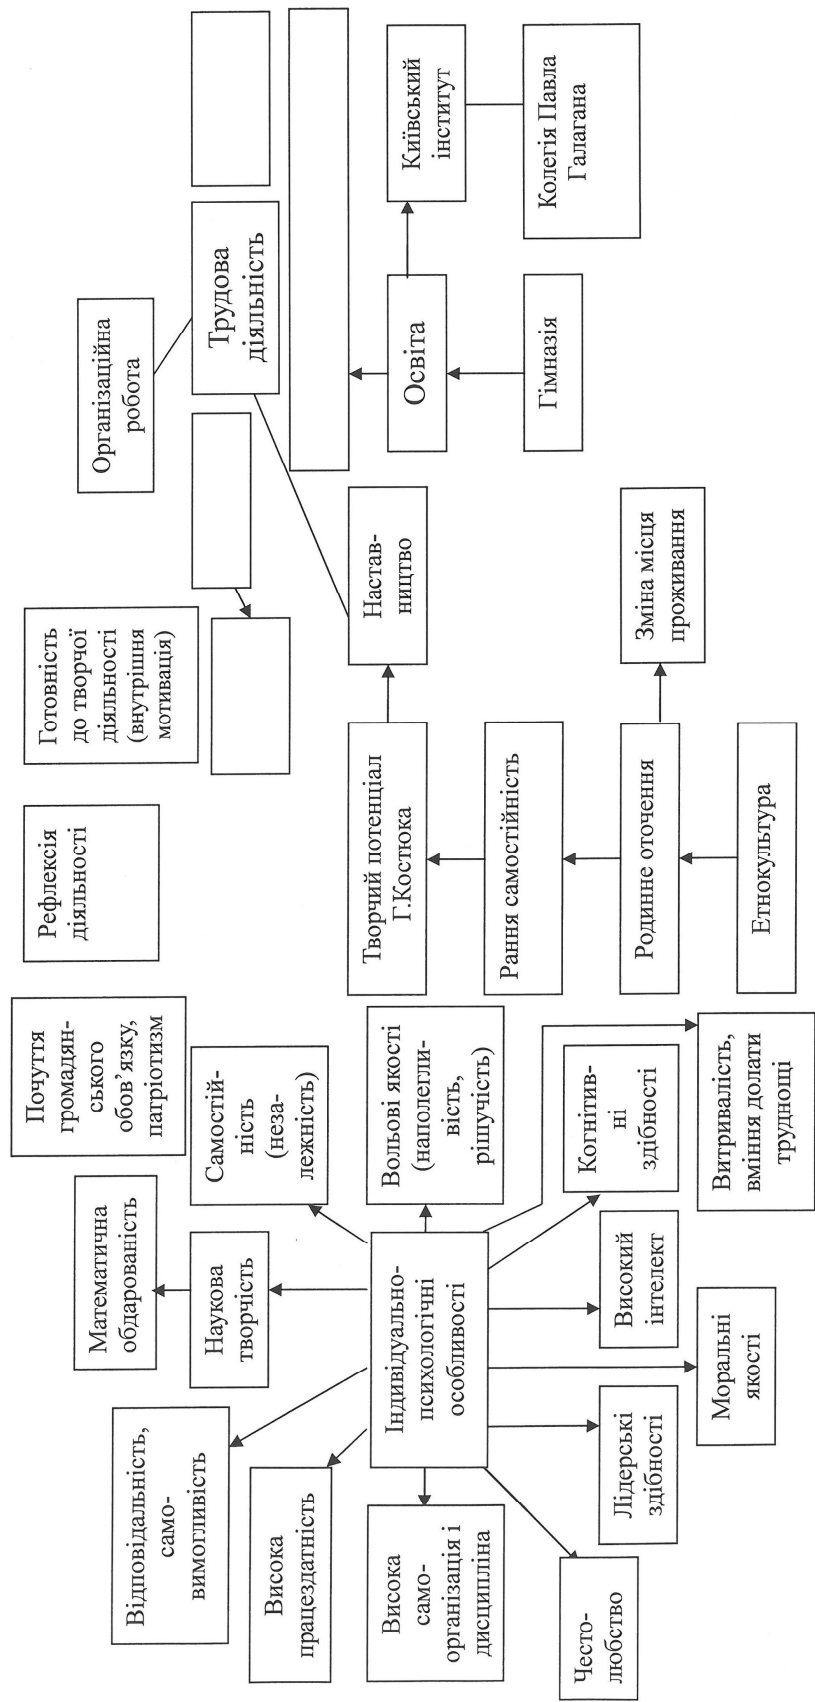 Відповідальність,
само-
вимогливість
Математична
обдарованість
Почуття
громадян-
ського
обов’язку,
патріотизм
Рефлексія
діяльності
Готовність
до творчої
діяльності
(внутрішня
мотивація)
Організаційна
робота
Висока
працездатність
Наукова
творчість
Самостій-
ність
(неза-
лежність)
Трудова
діяльність
Висока
само-
організація і
дисципліна
Індивідуально-
психологічні
особливості
Вольові якості
(наполегли-
вість,
рішучість)
Творчий потенціал
Г.Костюка
Настав-
ництво
Освіта
Київський
інститут
Рання самостійність
Гімназія
Колегія Павла
Галагана
Често-
любство
Лідерські
здібності
Високий
інтелект
Когнітив-
ні
здібності
Родинне оточення
Зміна місця
проживання
Моральні
якості
Витривалість,
вміння долати
труднощі
Етнокультура